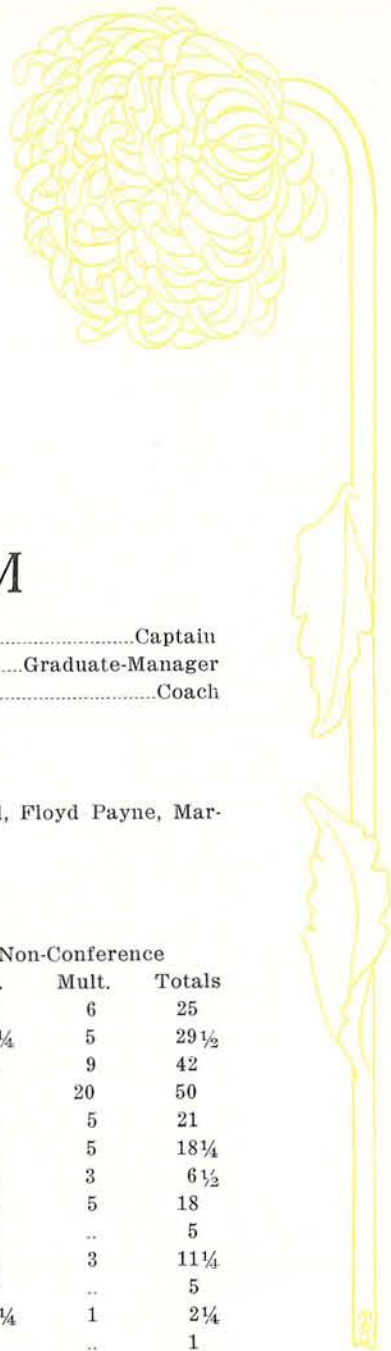 M
Captain
Graduate-Manager
Coach
Floyd Payne, Mar-
Non-Conference
Mult. Totals
6 25
¼ 5 29½
9 42
20 50
5 21
5 18¼
3 6½
5 18
.. 5
3 11¼
.. 5
¼ 1 2¼
.. 1